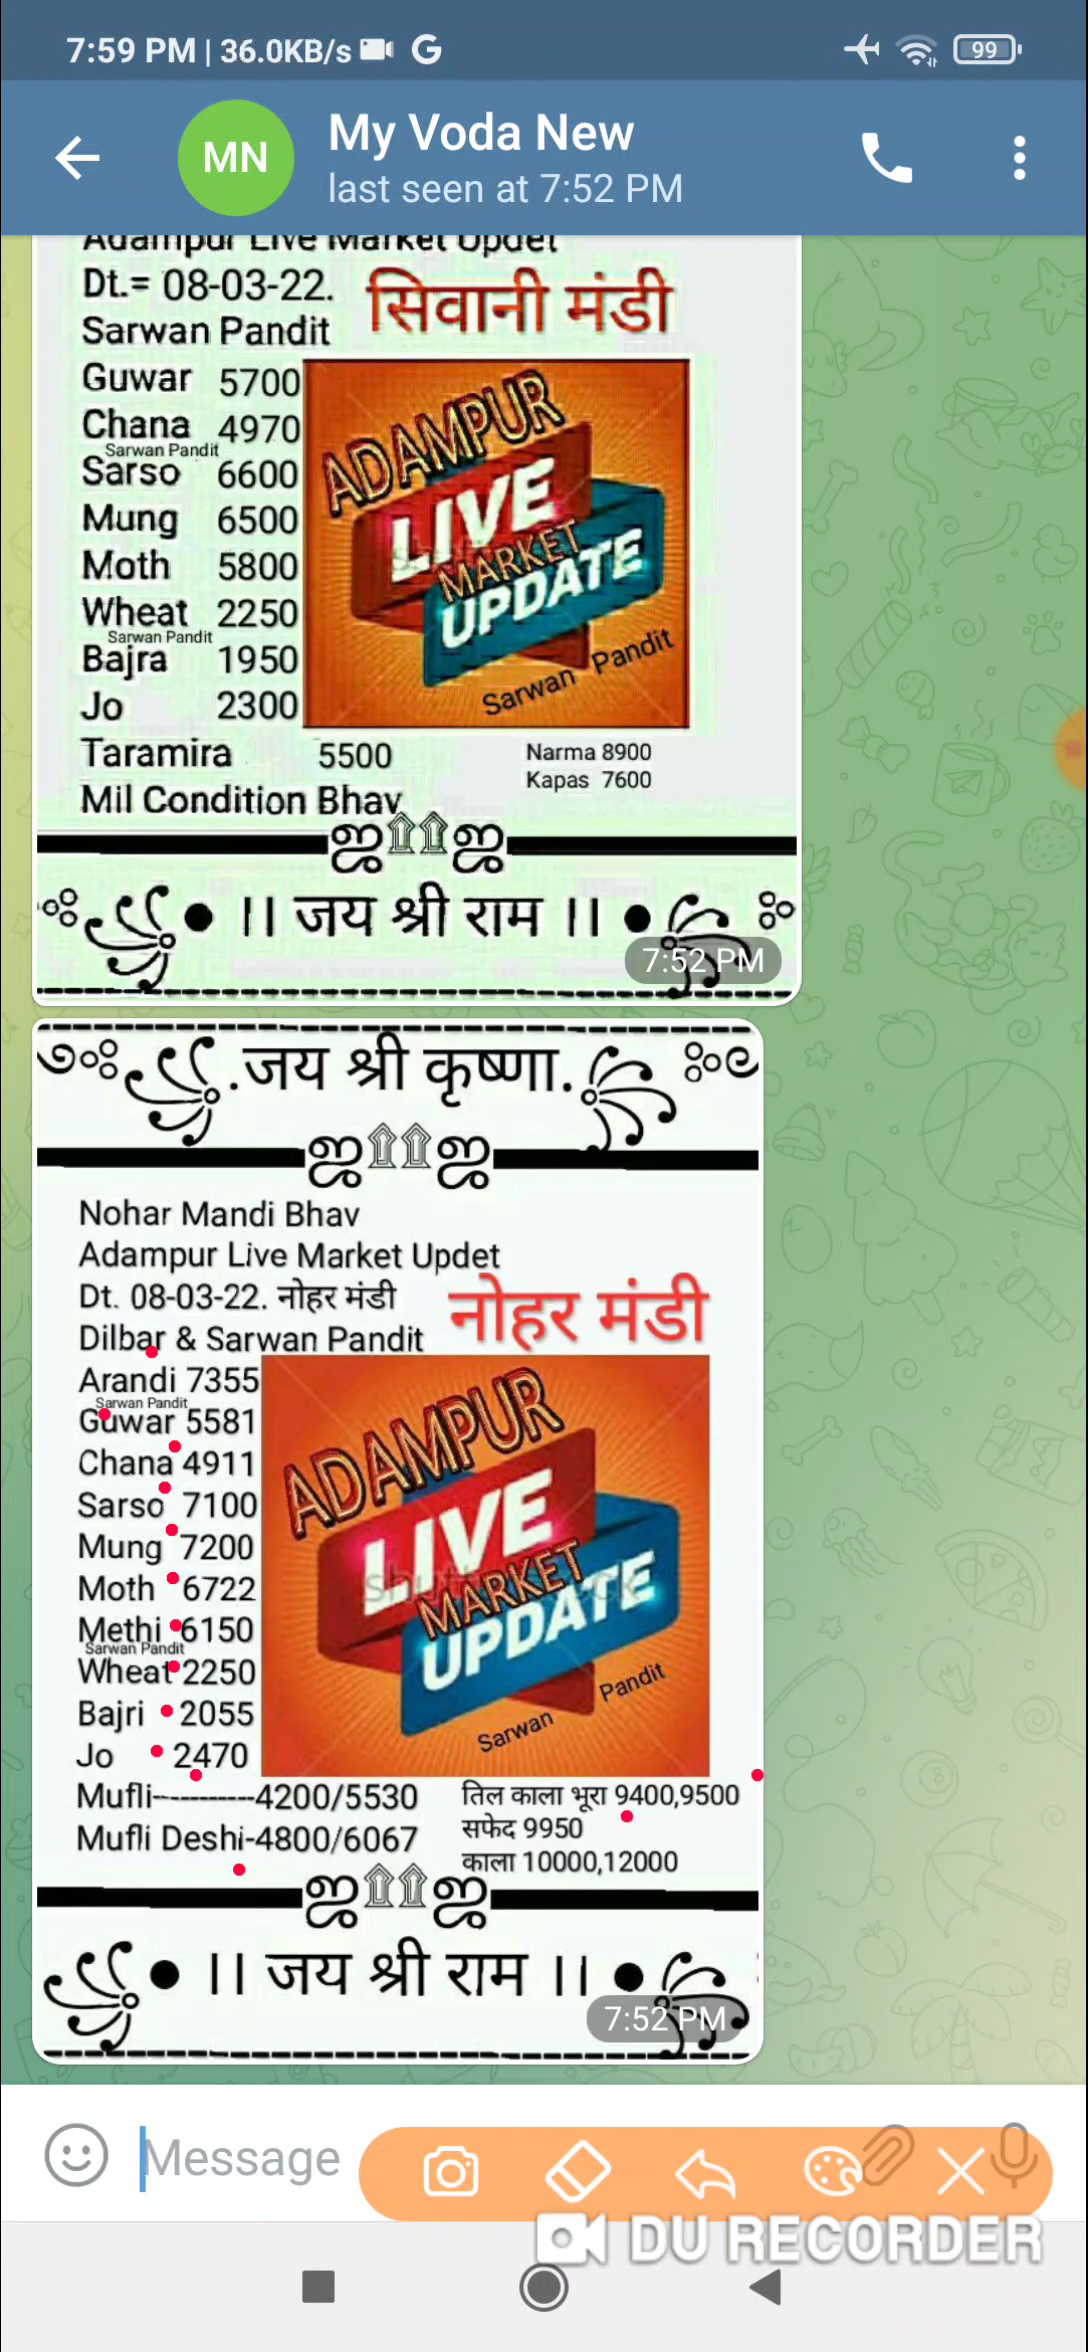 7:59 PM | 36.0KB/s G 99
MN My Voda New
last seen at 7:52 PM
Adampur Live Market Updet
Dt.= 08-03-22.
सिवानी मंडी
Sarwan Pandit
Guwar 5700
Chana 4970
Sarwan Pandit
Sarso 6600
Mung 6500
Moth 5800
Wheat 2250
Sarwan Pandit
Bajra 1950
Jo 2300
ADAMPUR
LIVE
MARKET
UPDATE
Sarwan Pandit
Taramira 5500
Narma 8900
Kapas 7600
Mil Condition Bhav
ஜ۩۩ஜ
● || जय श्री राम || ●
7:52 PM
.जय श्री कृष्णा.
ஜ۩۩ஜ
Nohar Mandi Bhav
Adampur Live Market Updet
Dt. 08-03-22. नोहर मंडी
नोहर मंडी
Dilbar & Sarwan Pandit
Arandi 7355
Sarwan Pandit
Guwar 5581
Chana 4911
Sarso 7100
Mung 7200
Moth 6722
Methi 6150
Sarwan Pandit
Wheat 2250
Bajri 2055
Jo 2470
ADAMPUR
LIVE
MARKET
UPDATE
Sarwan Pandit
Mufli-----------4200/5530
Mufli Deshi-4800/6067
तिल काला भूरा 9400,9500
सफेद 9950
काला 10000,12000
ஜ۩۩ஜ
● || जय श्री राम || ●
7:52 PM
Message
DU RECORDER